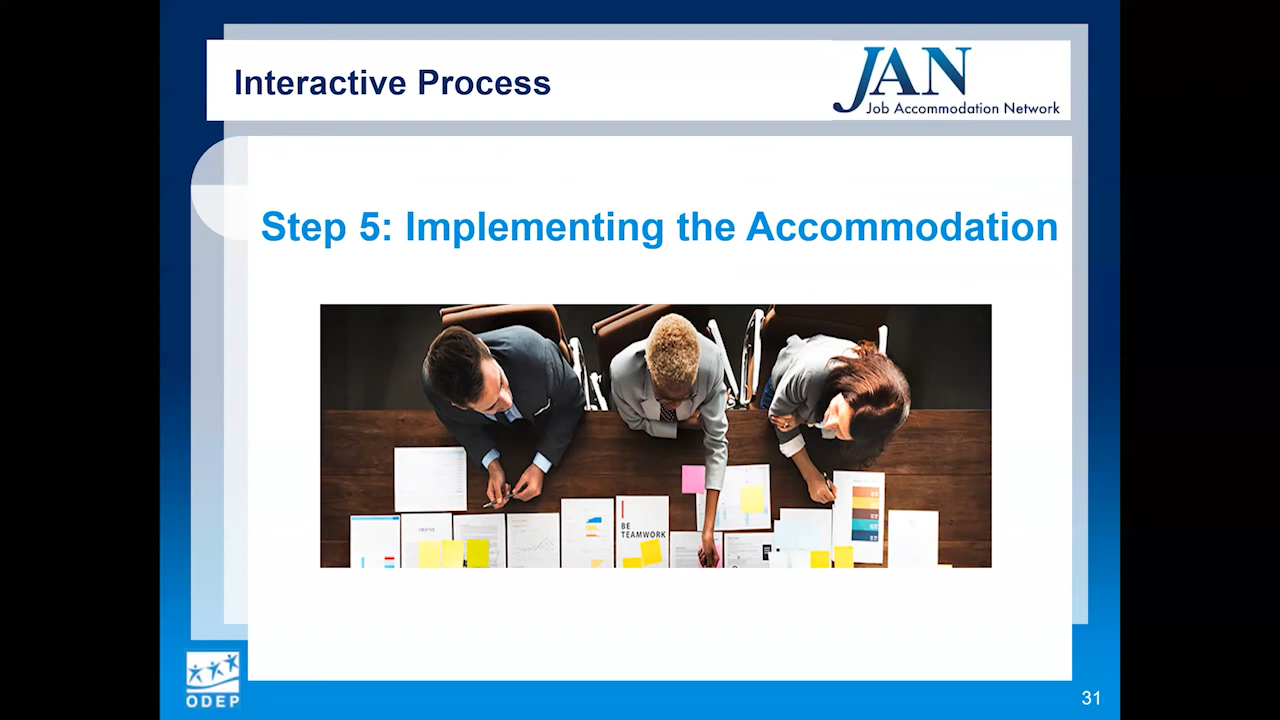 Interactive Process
JAN
Job Accommodation Network
Step 5: Implementing the Accommodation
BE
TEAMWORK
ODEP
31